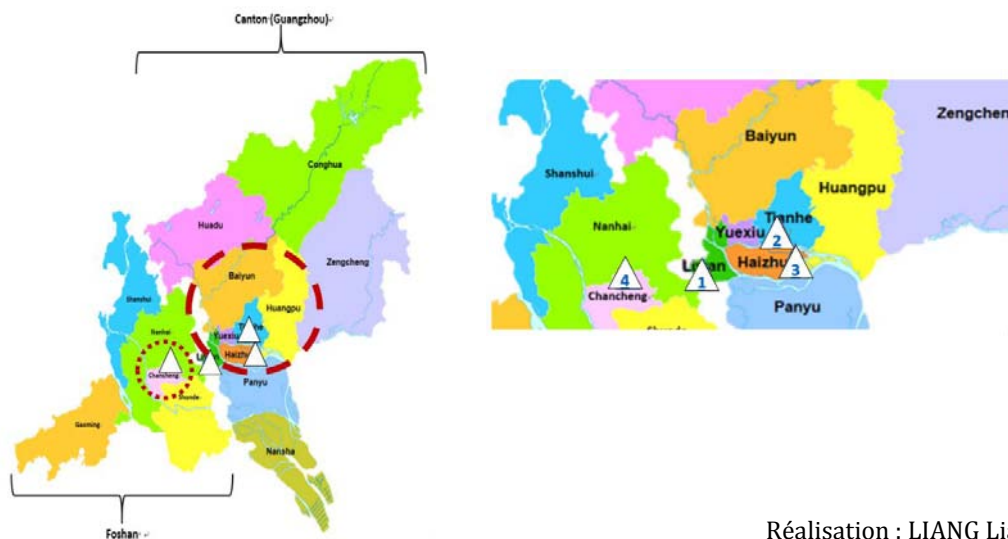 Canton (Guangzhou)
Conghua
Huadu
Baiyun
Zengcheng
Shanshui
Huangpu
Nanhai
Yuexiu
Haizhu
Chancheng
Panyu
Shunde
Gaoming
Nansha
Foshan
Zengchen
Baiyun
Shanshui
Huangpu
Nanhai
Tianhe
Yuexiu
2
Haizhu
3
4
1
Chancheng
Panyu
Réalisation : LIANG Li